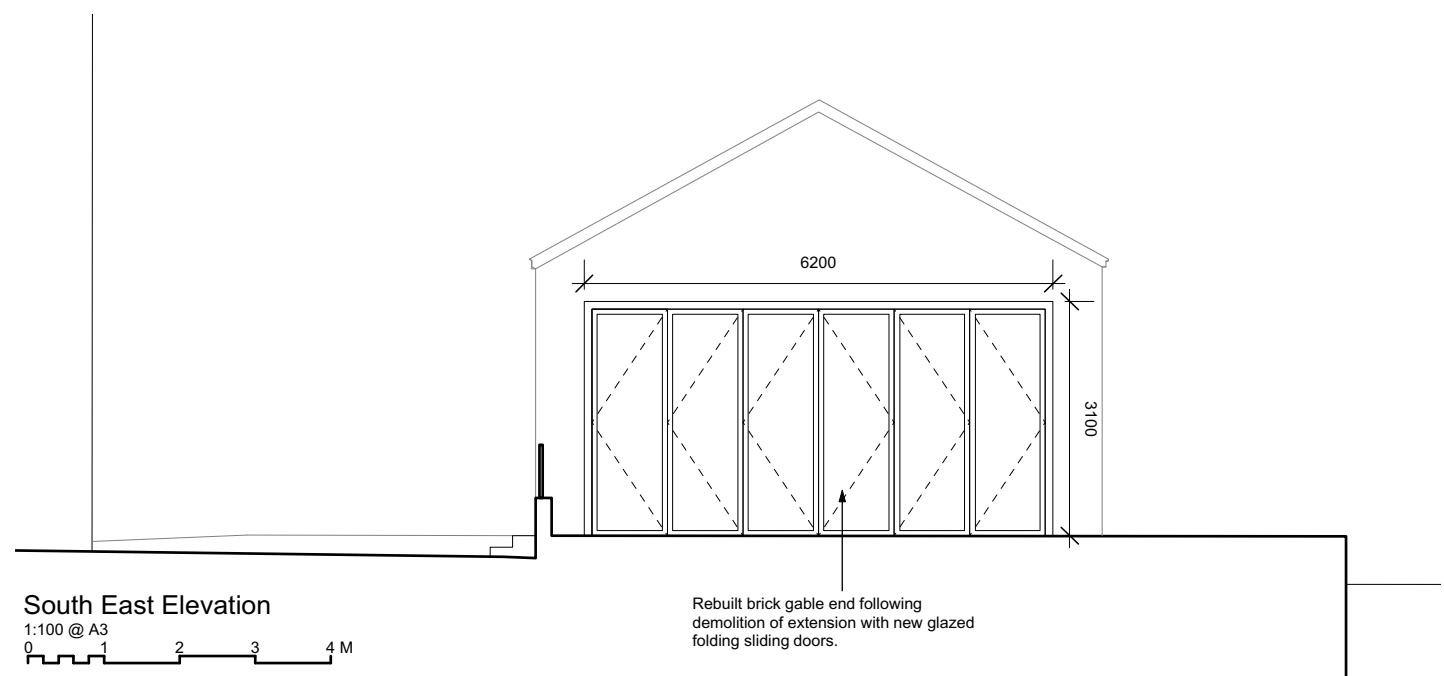 6200
3100
South East Elevation
1:100 @ A3
0 1 2 3 4 M
Rebuilt brick gable end following
demolition of extension with new glazed
folding sliding doors.